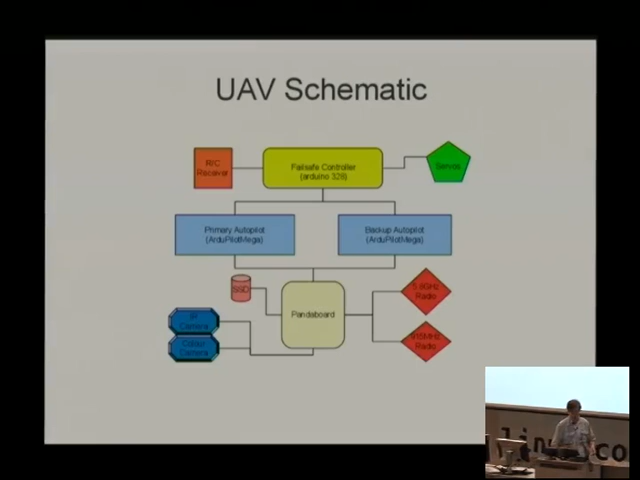 UAV Schematic
R/C
Receiver
Failsafe Controller
(arduino 328)
Servos
Primary Autopilot
(ArduPilotMega)
Backup Autopilot
(ArduPilotMega)
SSD
5.8GHz
Radio
Pandaboard
IR
Camera
Colour
Camera
915MHz
Radio